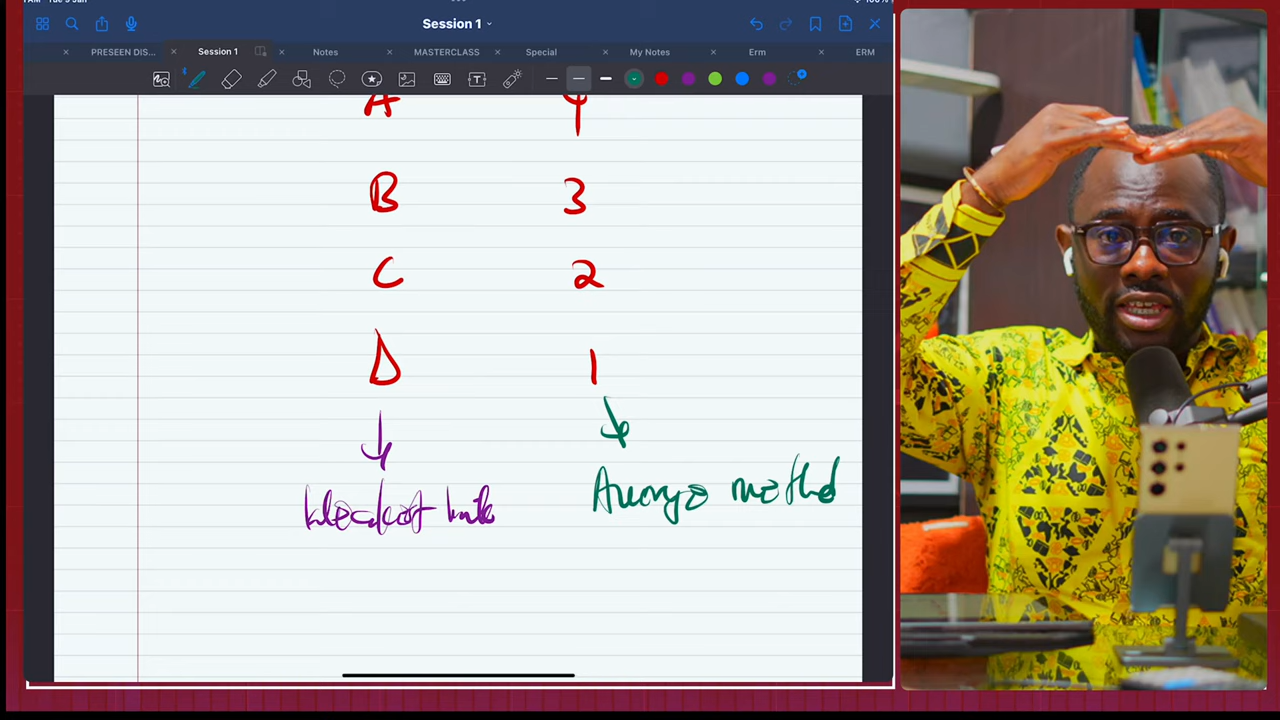 Session 1
PRESEEN DIS... Session 1 Notes MASTERCLASS Special My Notes Erm ERM
A 4
B 3
C 2
D 1
Average method